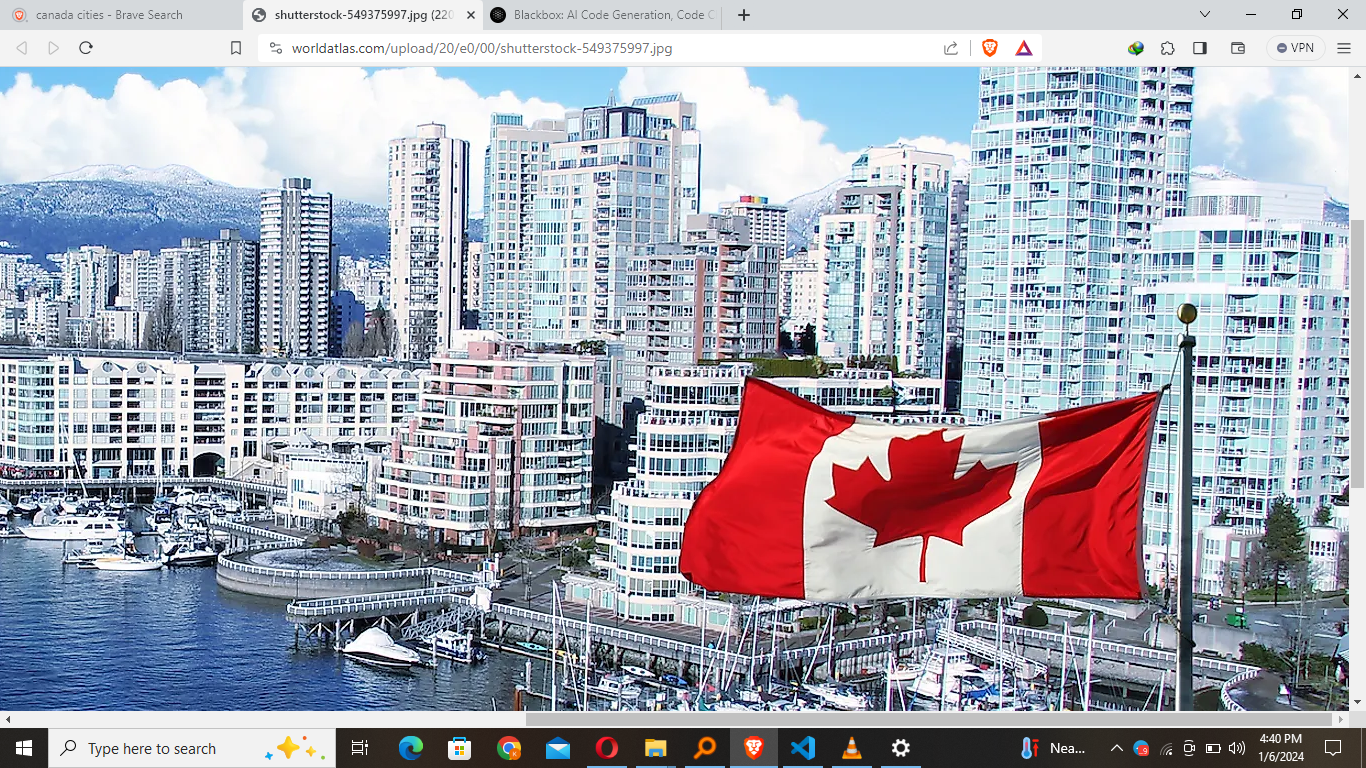 canada cities - Brave Search
shutterstock-549375997.jpg (220
Blackbox: AI Code Generation, Code C
worldatlas.com/upload/20/e0/00/shutterstock-549375997.jpg
VPN
Type here to search
Nea...
4:40 PM
1/6/2024